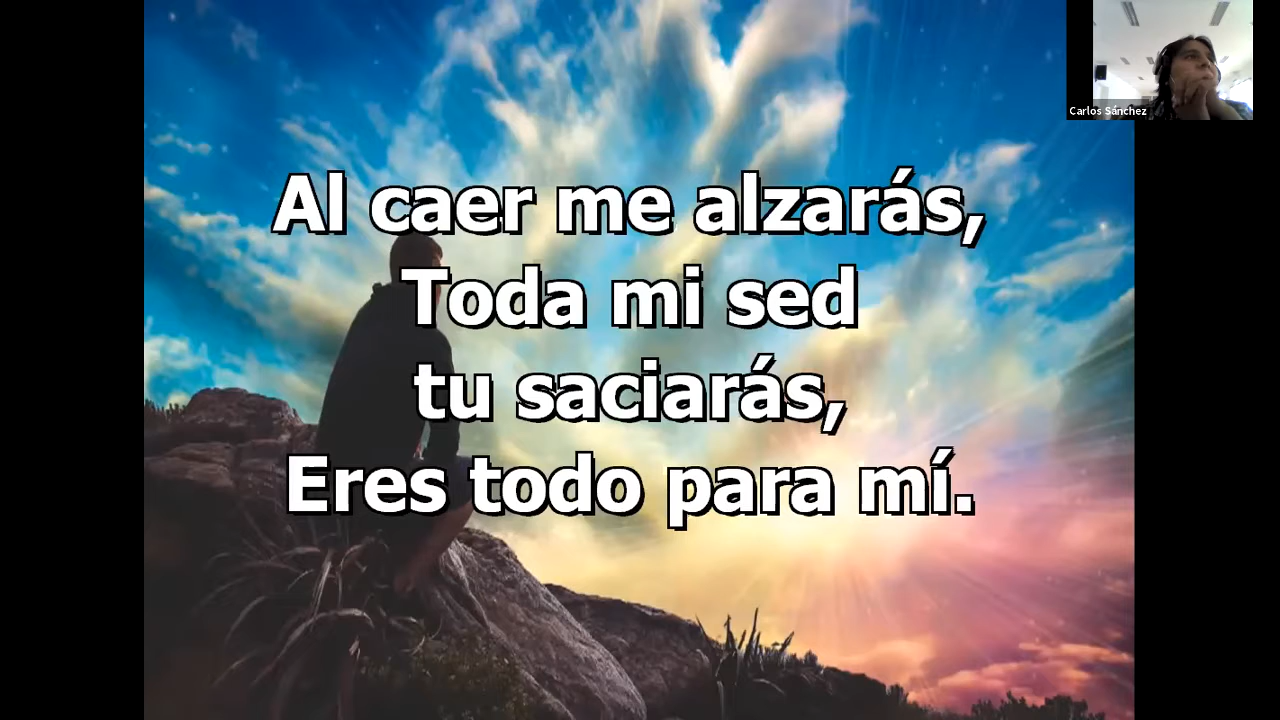 Carlos Sánchez
Al caer me alzarás,
Toda mi sed
tu saciarás,
Eres todo para mí.